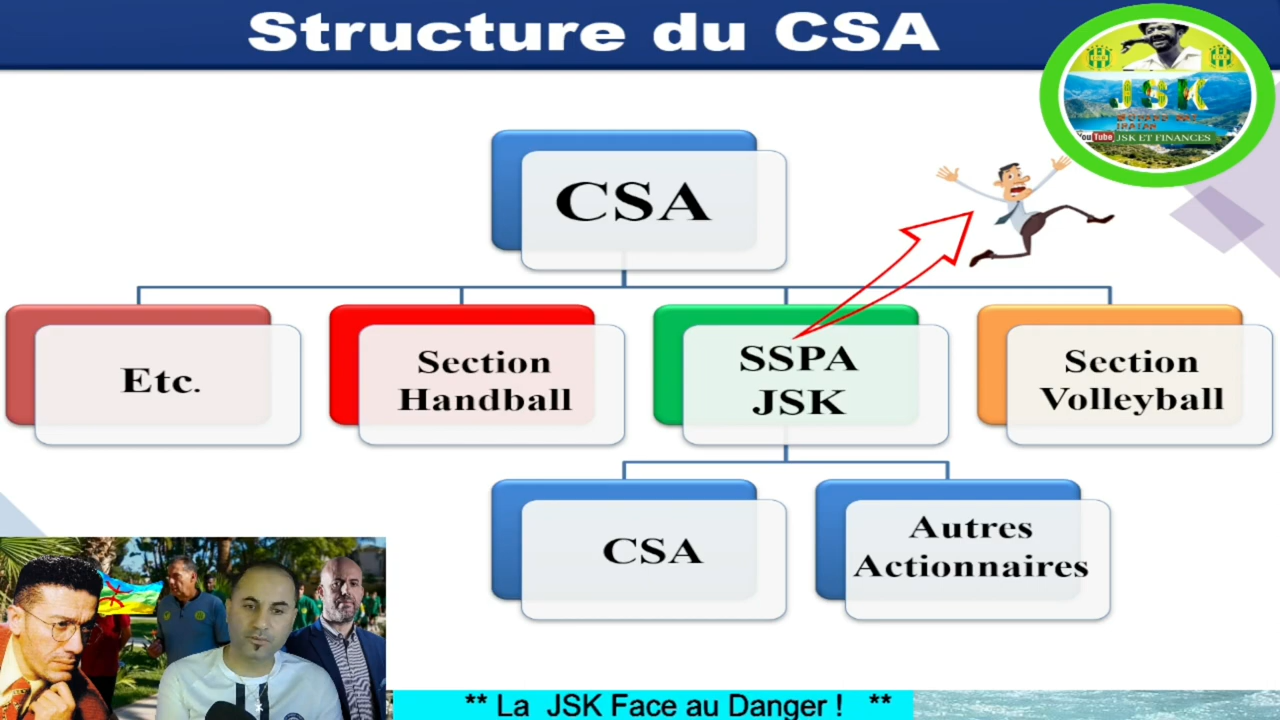 Structure du CSA
JSK
YouTube JSK ET FINANCES
CSA
Etc.
Section
Handball
SSPA
JSK
Section
Volleyball
CSA
Autres
Actionnaires
** La JSK Face au Danger ! **